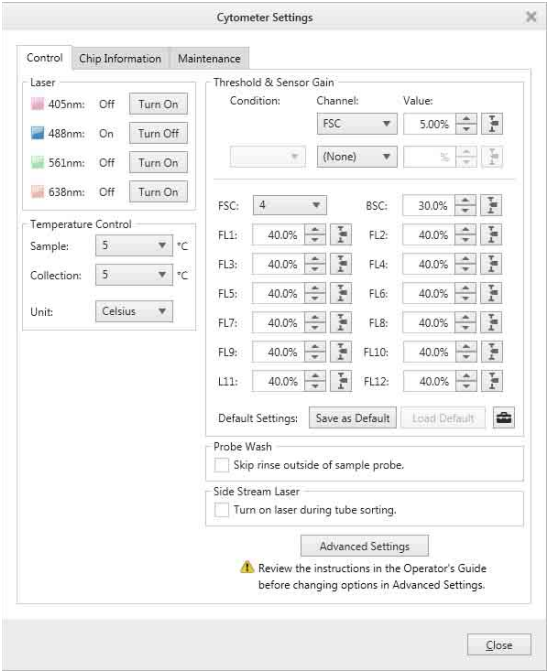 Cytometer Settings
Control Chip Information Maintenance
Laser
405nm: Off Turn On
488nm: On Turn Off
561nm: Off Turn On
638nm: Off Turn On
Temperature Control
Sample: 5 °C
Collection: 5 °C
Unit: Celsius
Threshold & Sensor Gain
Condition: Channel: Value:
FSC 5.00%
(None) %
FSC: 4 BSC: 30.0%
FL1: 40.0% FL2: 40.0%
FL3: 40.0% FL4: 40.0%
FL5: 40.0% FL6: 40.0%
FL7: 40.0% FL8: 40.0%
FL9: 40.0% FL10: 40.0%
L11: 40.0% FL12: 40.0%
Default Settings: Save as Default Load Default
Probe Wash
Skip rinse outside of sample probe.
Side Stream Laser
Turn on laser during tube sorting.
Advanced Settings
Review the instructions in the Operator's Guide
before changing options in Advanced Settings.
Close